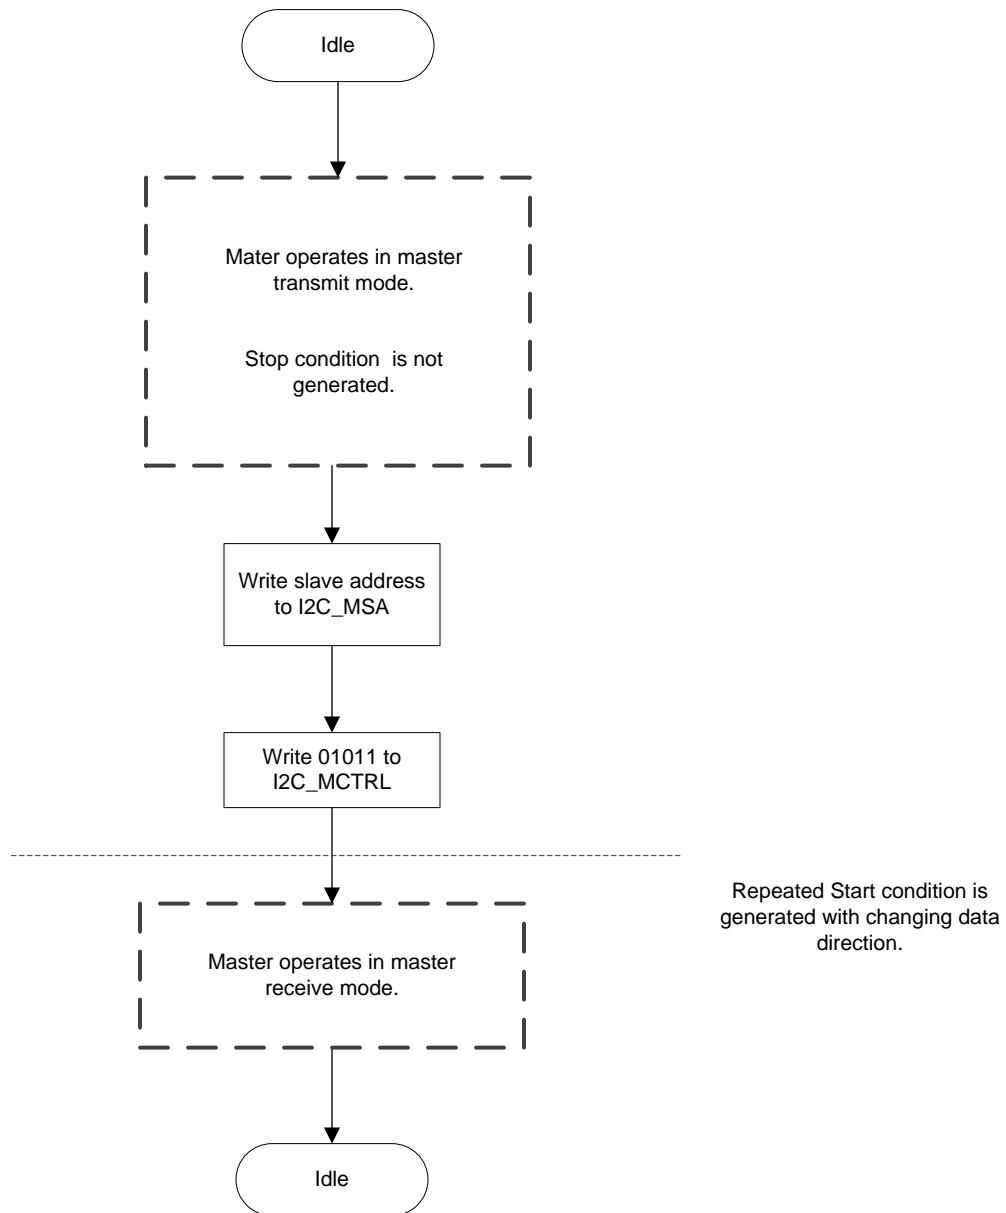 Idle
Mater operates in master
transmit mode.
Stop condition  is not
generated.
Write slave address
to I2C_MSA
Write 01011 to
I2C_MCTRL
Repeated Start condition is
generated with changing data
direction.
Master operates in master
receive mode.
Idle